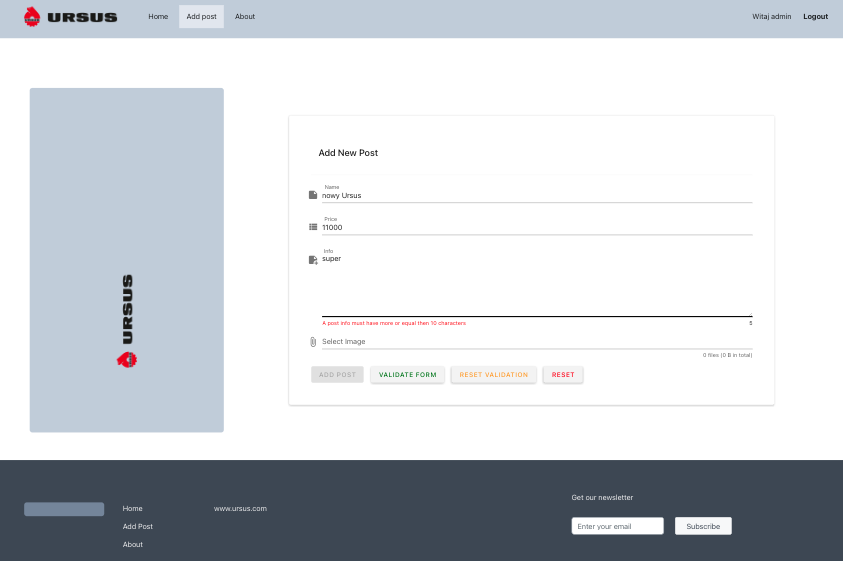 URSUS
Home Add post About
Witaj admin Logout
URSUS
Add New Post
Name
nowy Ursus
Price
11000
Info
super
A post info must have more or equal then 10 characters
5
Select Image
0 files (0 B in total)
ADD POST VALIDATE FORM RESET VALIDATION RESET
Home
Add Post
About
www.ursus.com
Get our newsletter
Enter your email Subscribe